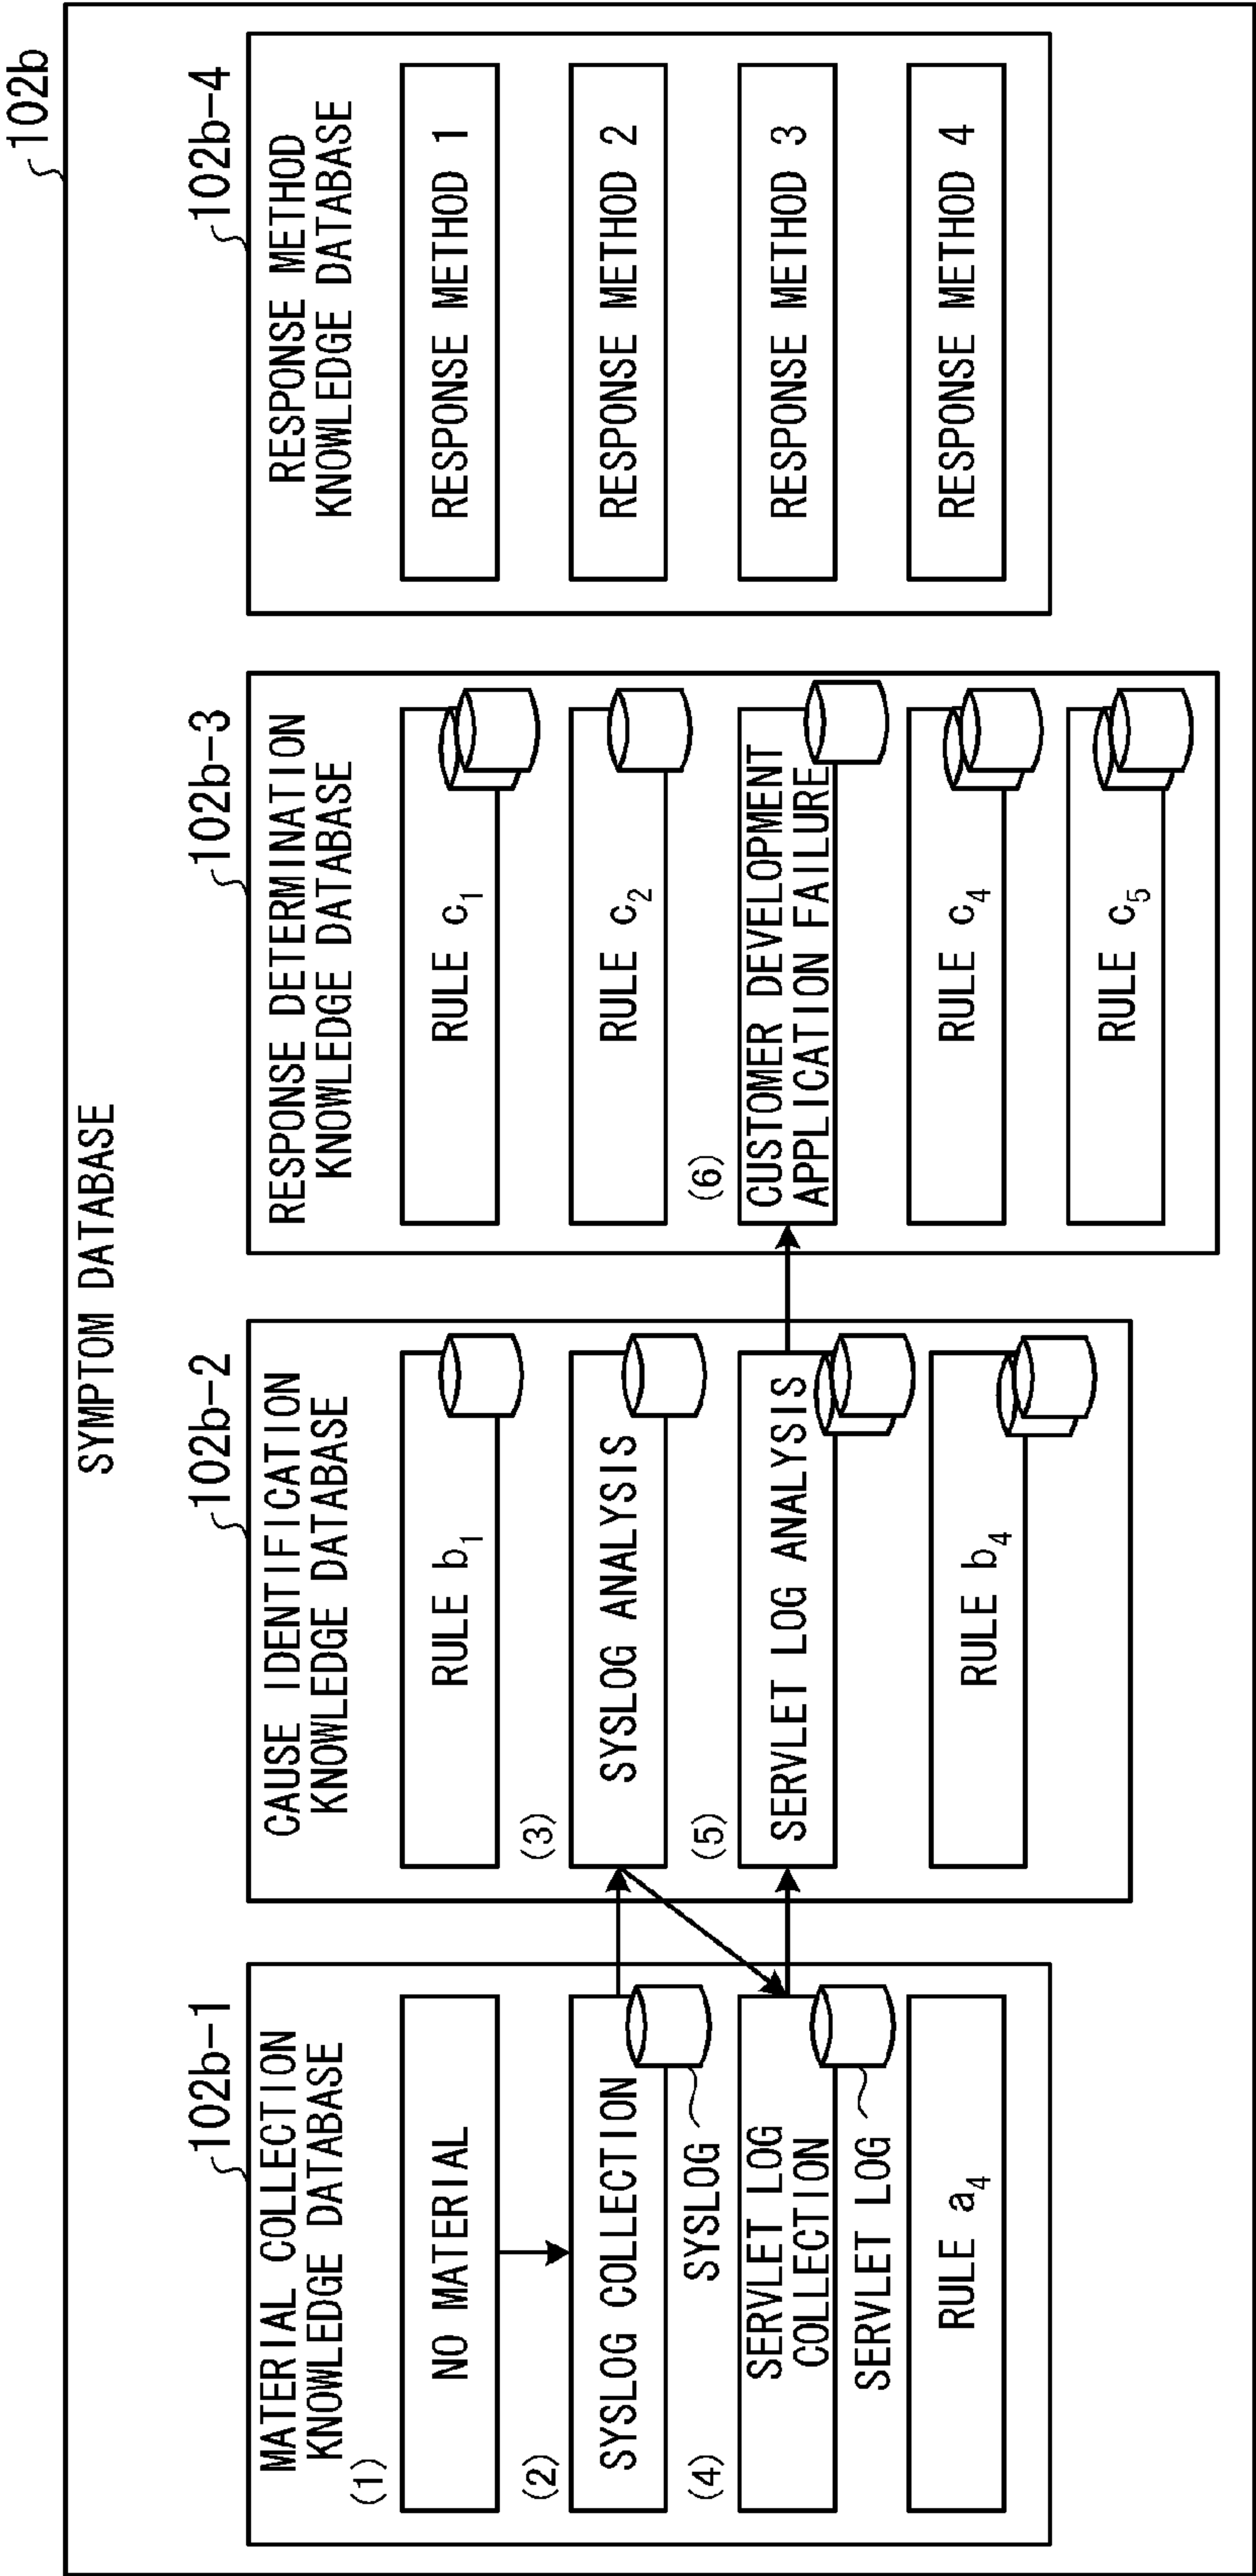 102b
SYMPTOM DATABASE
102b-1
MATERIAL COLLECTION
KNOWLEDGE DATABASE
(1)
NO MATERIAL
(2)
SYSLOG COLLECTION
SYSLOG
(4)
SERVLET LOG
COLLECTION
SERVLET LOG
RULE a4
102b-2
CAUSE IDENTIFICATION
KNOWLEDGE DATABASE
RULE b1
(3)
SYSLOG ANALYSIS
(5)
SERVLET LOG ANALYSIS
RULE b4
102b-3
RESPONSE DETERMINATION
KNOWLEDGE DATABASE
RULE c1
RULE c2
(6)
CUSTOMER DEVELOPMENT
APPLICATION FAILURE
RULE c4
RULE c5
102b-4
RESPONSE METHOD
KNOWLEDGE DATABASE
RESPONSE METHOD 1
RESPONSE METHOD 2
RESPONSE METHOD 3
RESPONSE METHOD 4